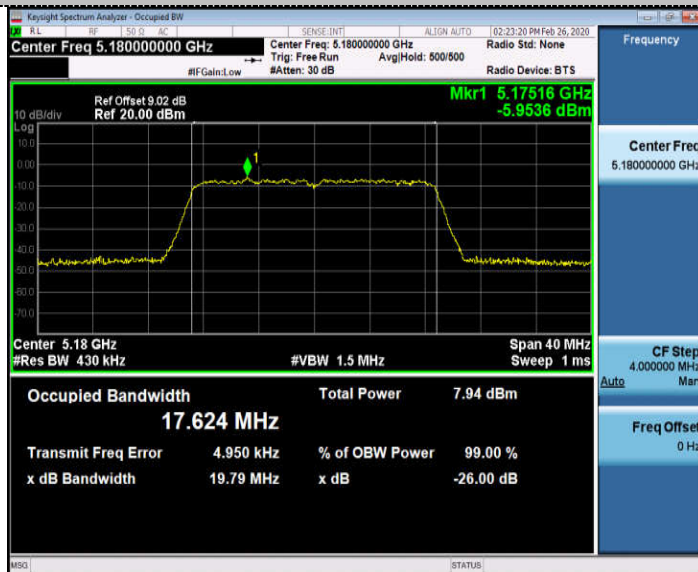 Keysight Spectrum Analyzer - Occupied BW
RL RF 50 Ω AC SENSE:INT ALIGN AUTO 02:23:20 PM Feb 26, 2020
Center Freq 5.180000000 GHz
Center Freq: 5.180000000 GHz
Radio Std: None
Trig: Free Run
Avg|Hold: 500/500
#IFGain:Low
#Atten: 30 dB
Radio Device: BTS
Frequency
Ref Offset 9.02 dB
Mkr1 5.17516 GHz
10 dB/div
Ref 20.00 dBm
-5.9536 dBm
Log
10.0
0.00
1
-10.0
-20.0
-30.0
-40.0
-50.0
-60.0
-70.0
Center 5.18 GHz
Span 40 MHz
#Res BW 430 kHz
#VBW 1.5 MHz
Sweep 1 ms
Occupied Bandwidth
17.624 MHz
Total Power 7.94 dBm
Transmit Freq Error 4.950 kHz
% of OBW Power 99.00 %
x dB Bandwidth 19.79 MHz
x dB -26.00 dB
Center Freq
5.180000000 GHz
CF Step
4.000000 MHz
Auto Man
Freq Offset
0 Hz
MSG STATUS